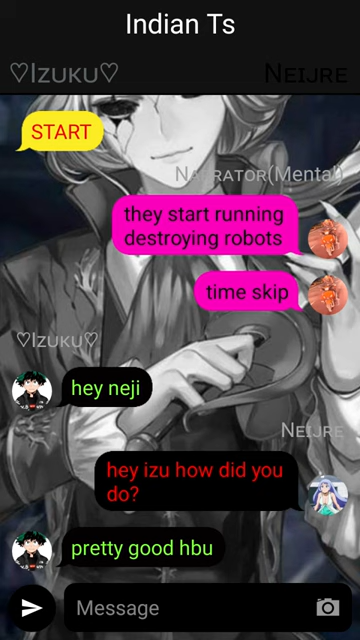 Indian Ts
♡Izuku♡
Neijre
START
Narrator(Mental)
they start running
destroying robots
time skip
♡Izuku♡
hey neji
Neijre
hey izu how did you
do?
pretty good hbu
Message